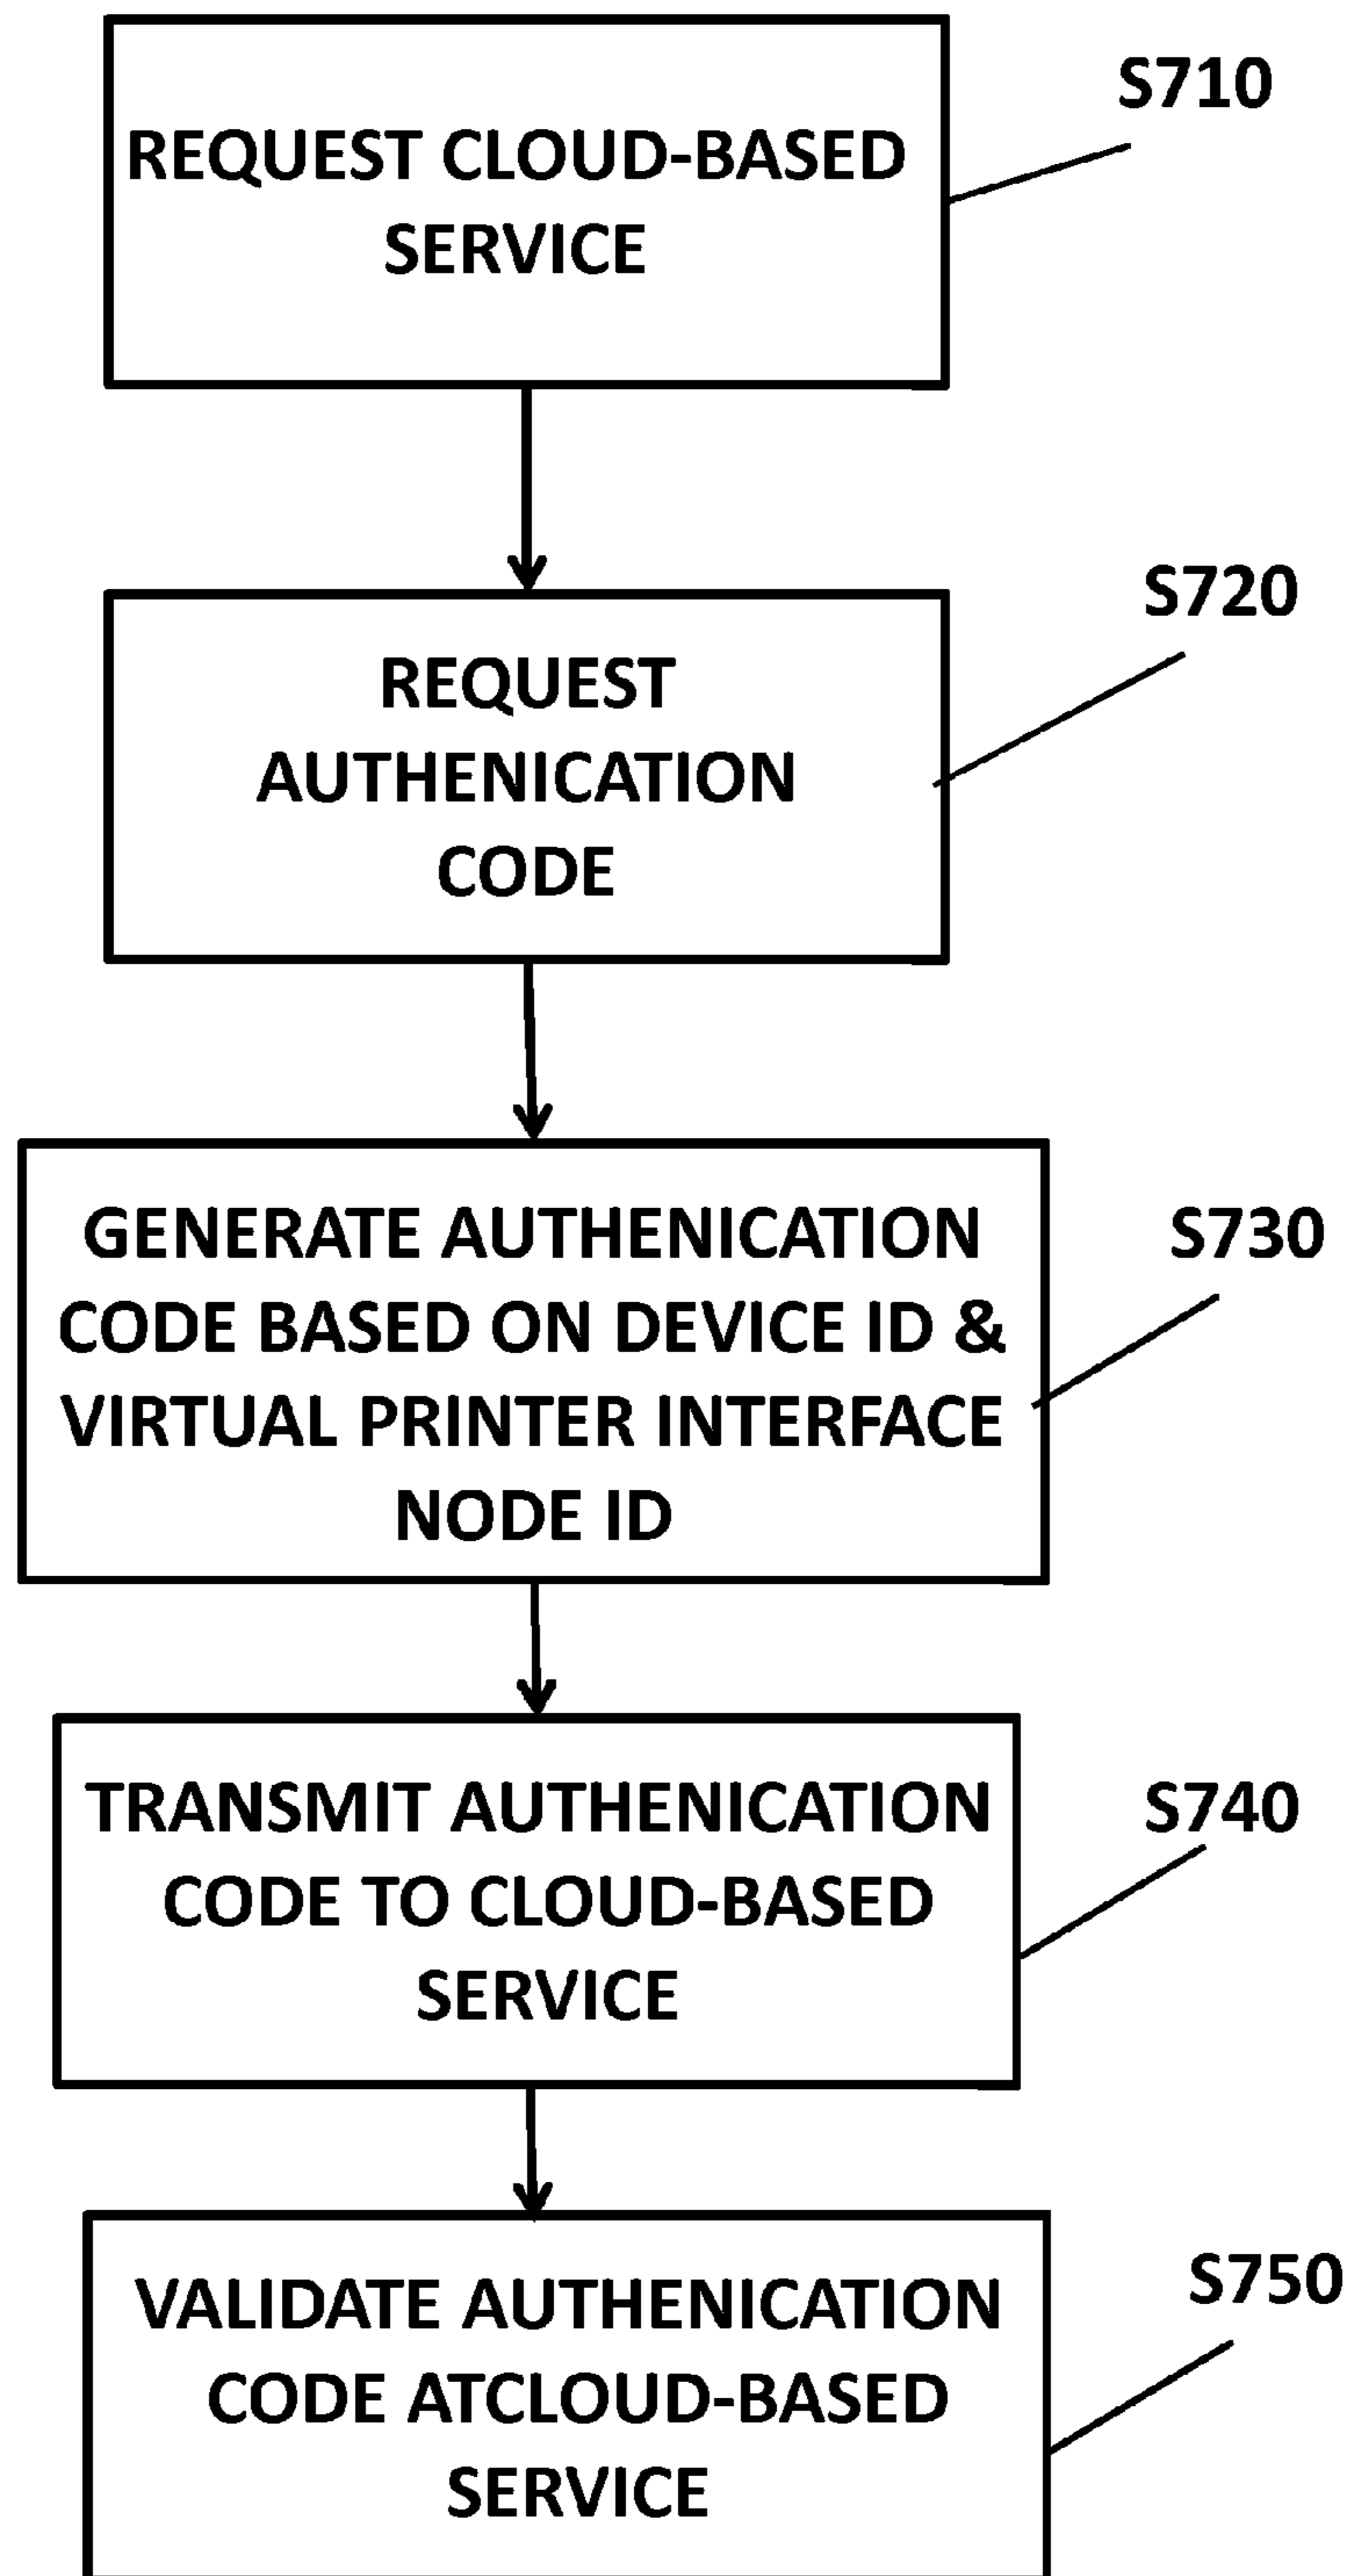 REQUEST CLOUD-BASED
SERVICE
S710
REQUEST
AUTHENICATION
CODE
S720
GENERATE AUTHENICATION
CODE BASED ON DEVICE ID &
VIRTUAL PRINTER INTERFACE
NODE ID
S730
TRANSMIT AUTHENICATION
CODE TO CLOUD-BASED
SERVICE
S740
VALIDATE AUTHENICATION
CODE ATCLOUD-BASED
SERVICE
S750